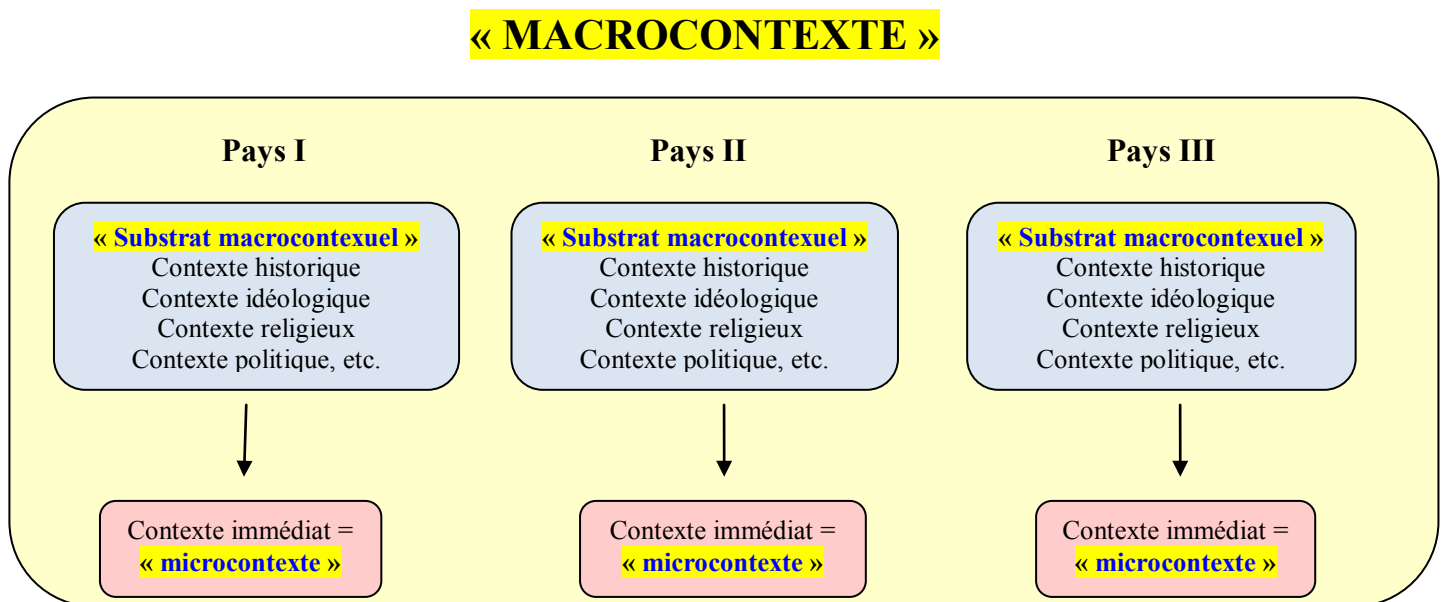 « MACROCONTEXTE »
Pays I
Pays II
Pays III
« Substrat macrocontexuel »
Contexte historique
Contexte idéologique
Contexte religieux
Contexte politique, etc.
« Substrat macrocontexuel »
Contexte historique
Contexte idéologique
Contexte religieux
Contexte politique, etc.
« Substrat macrocontexuel »
Contexte historique
Contexte idéologique
Contexte religieux
Contexte politique, etc.
Contexte immédiat =
« microcontexte »
Contexte immédiat =
« microcontexte »
Contexte immédiat =
« microcontexte »